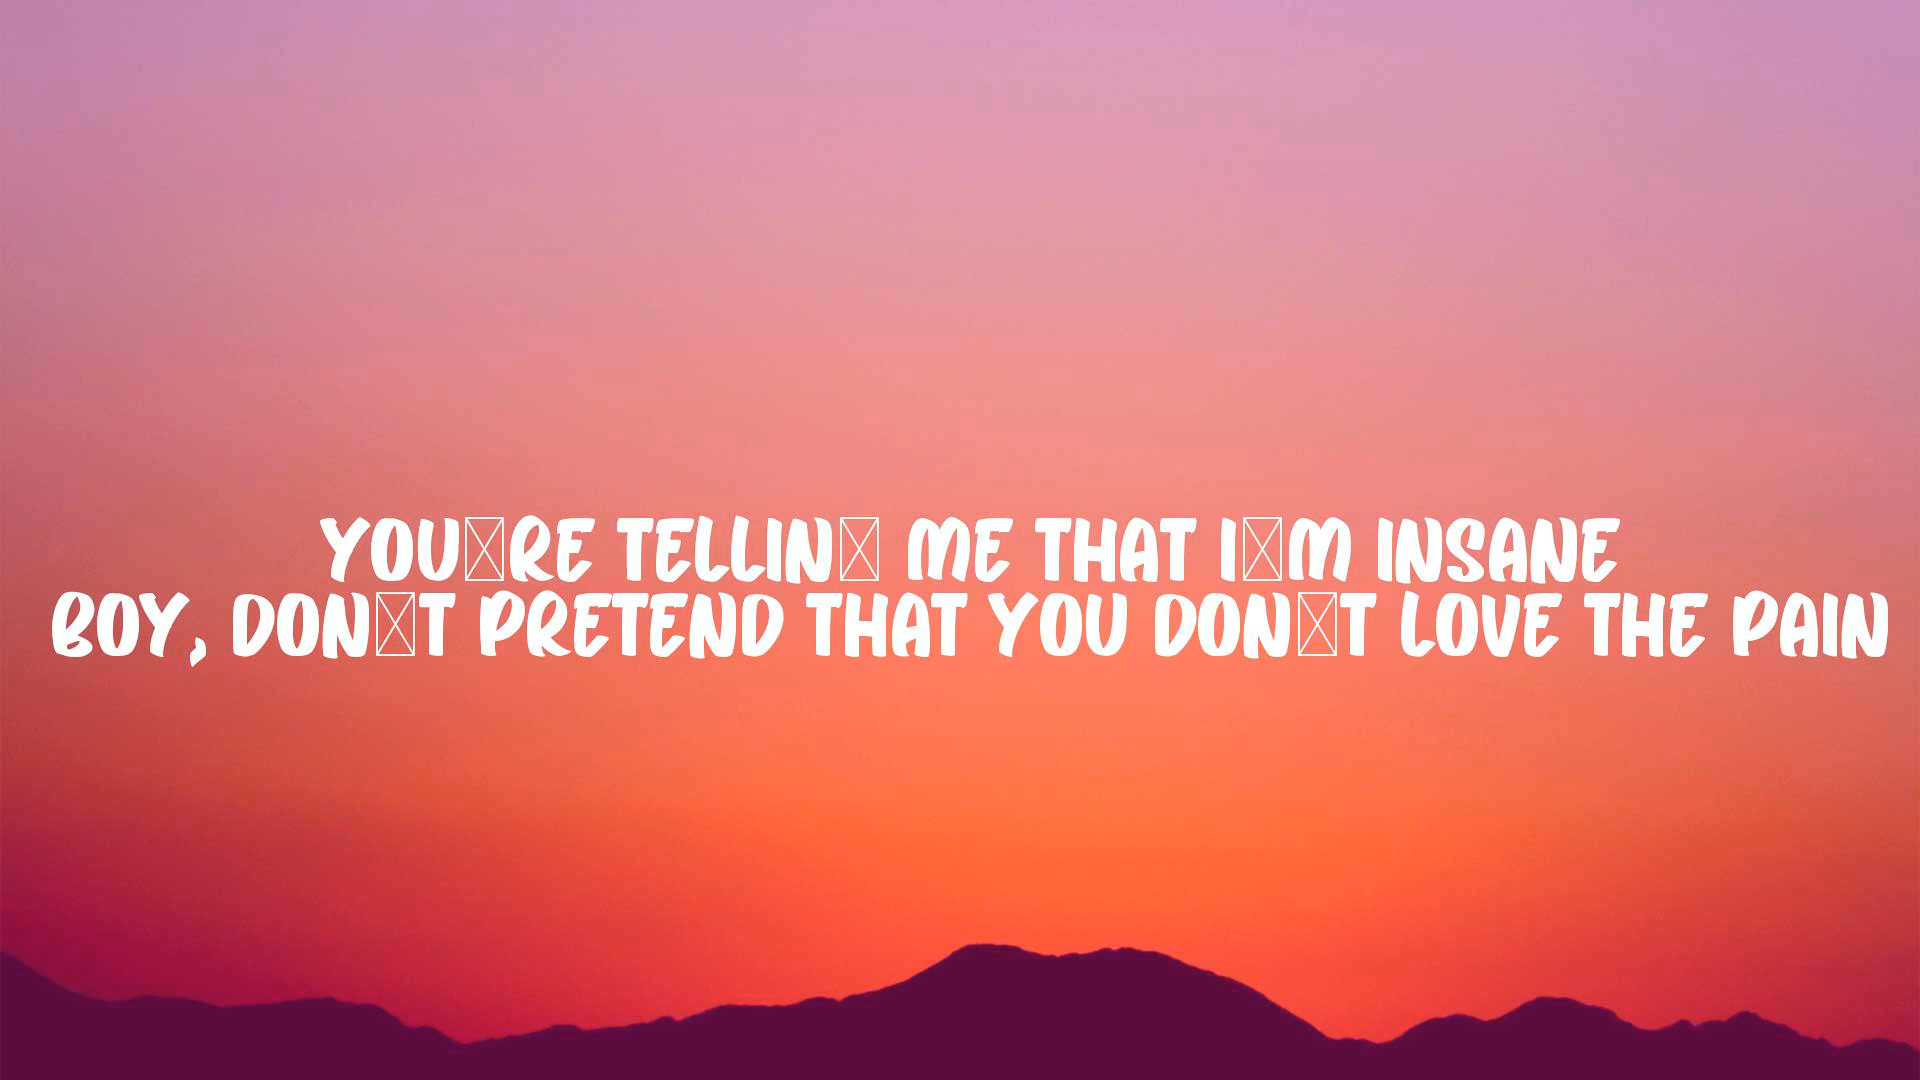 YOU☒RE TELLIN☒ ME THAT I☒M INSANE
BOY, DON☒T PRETEND THAT YOU DON☒T LOVE THE PAIN